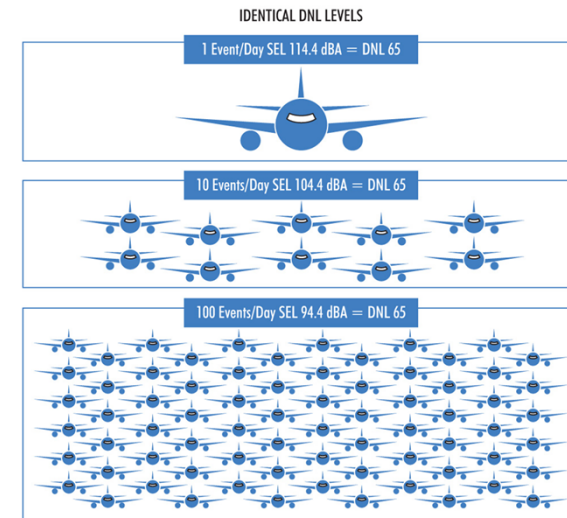 IDENTICAL DNL LEVELS
1 Event/Day SEL 114.4 dBA = DNL 65
10 Events/Day SEL 104.4 dBA = DNL 65
100 Events/Day SEL 94.4 dBA = DNL 65